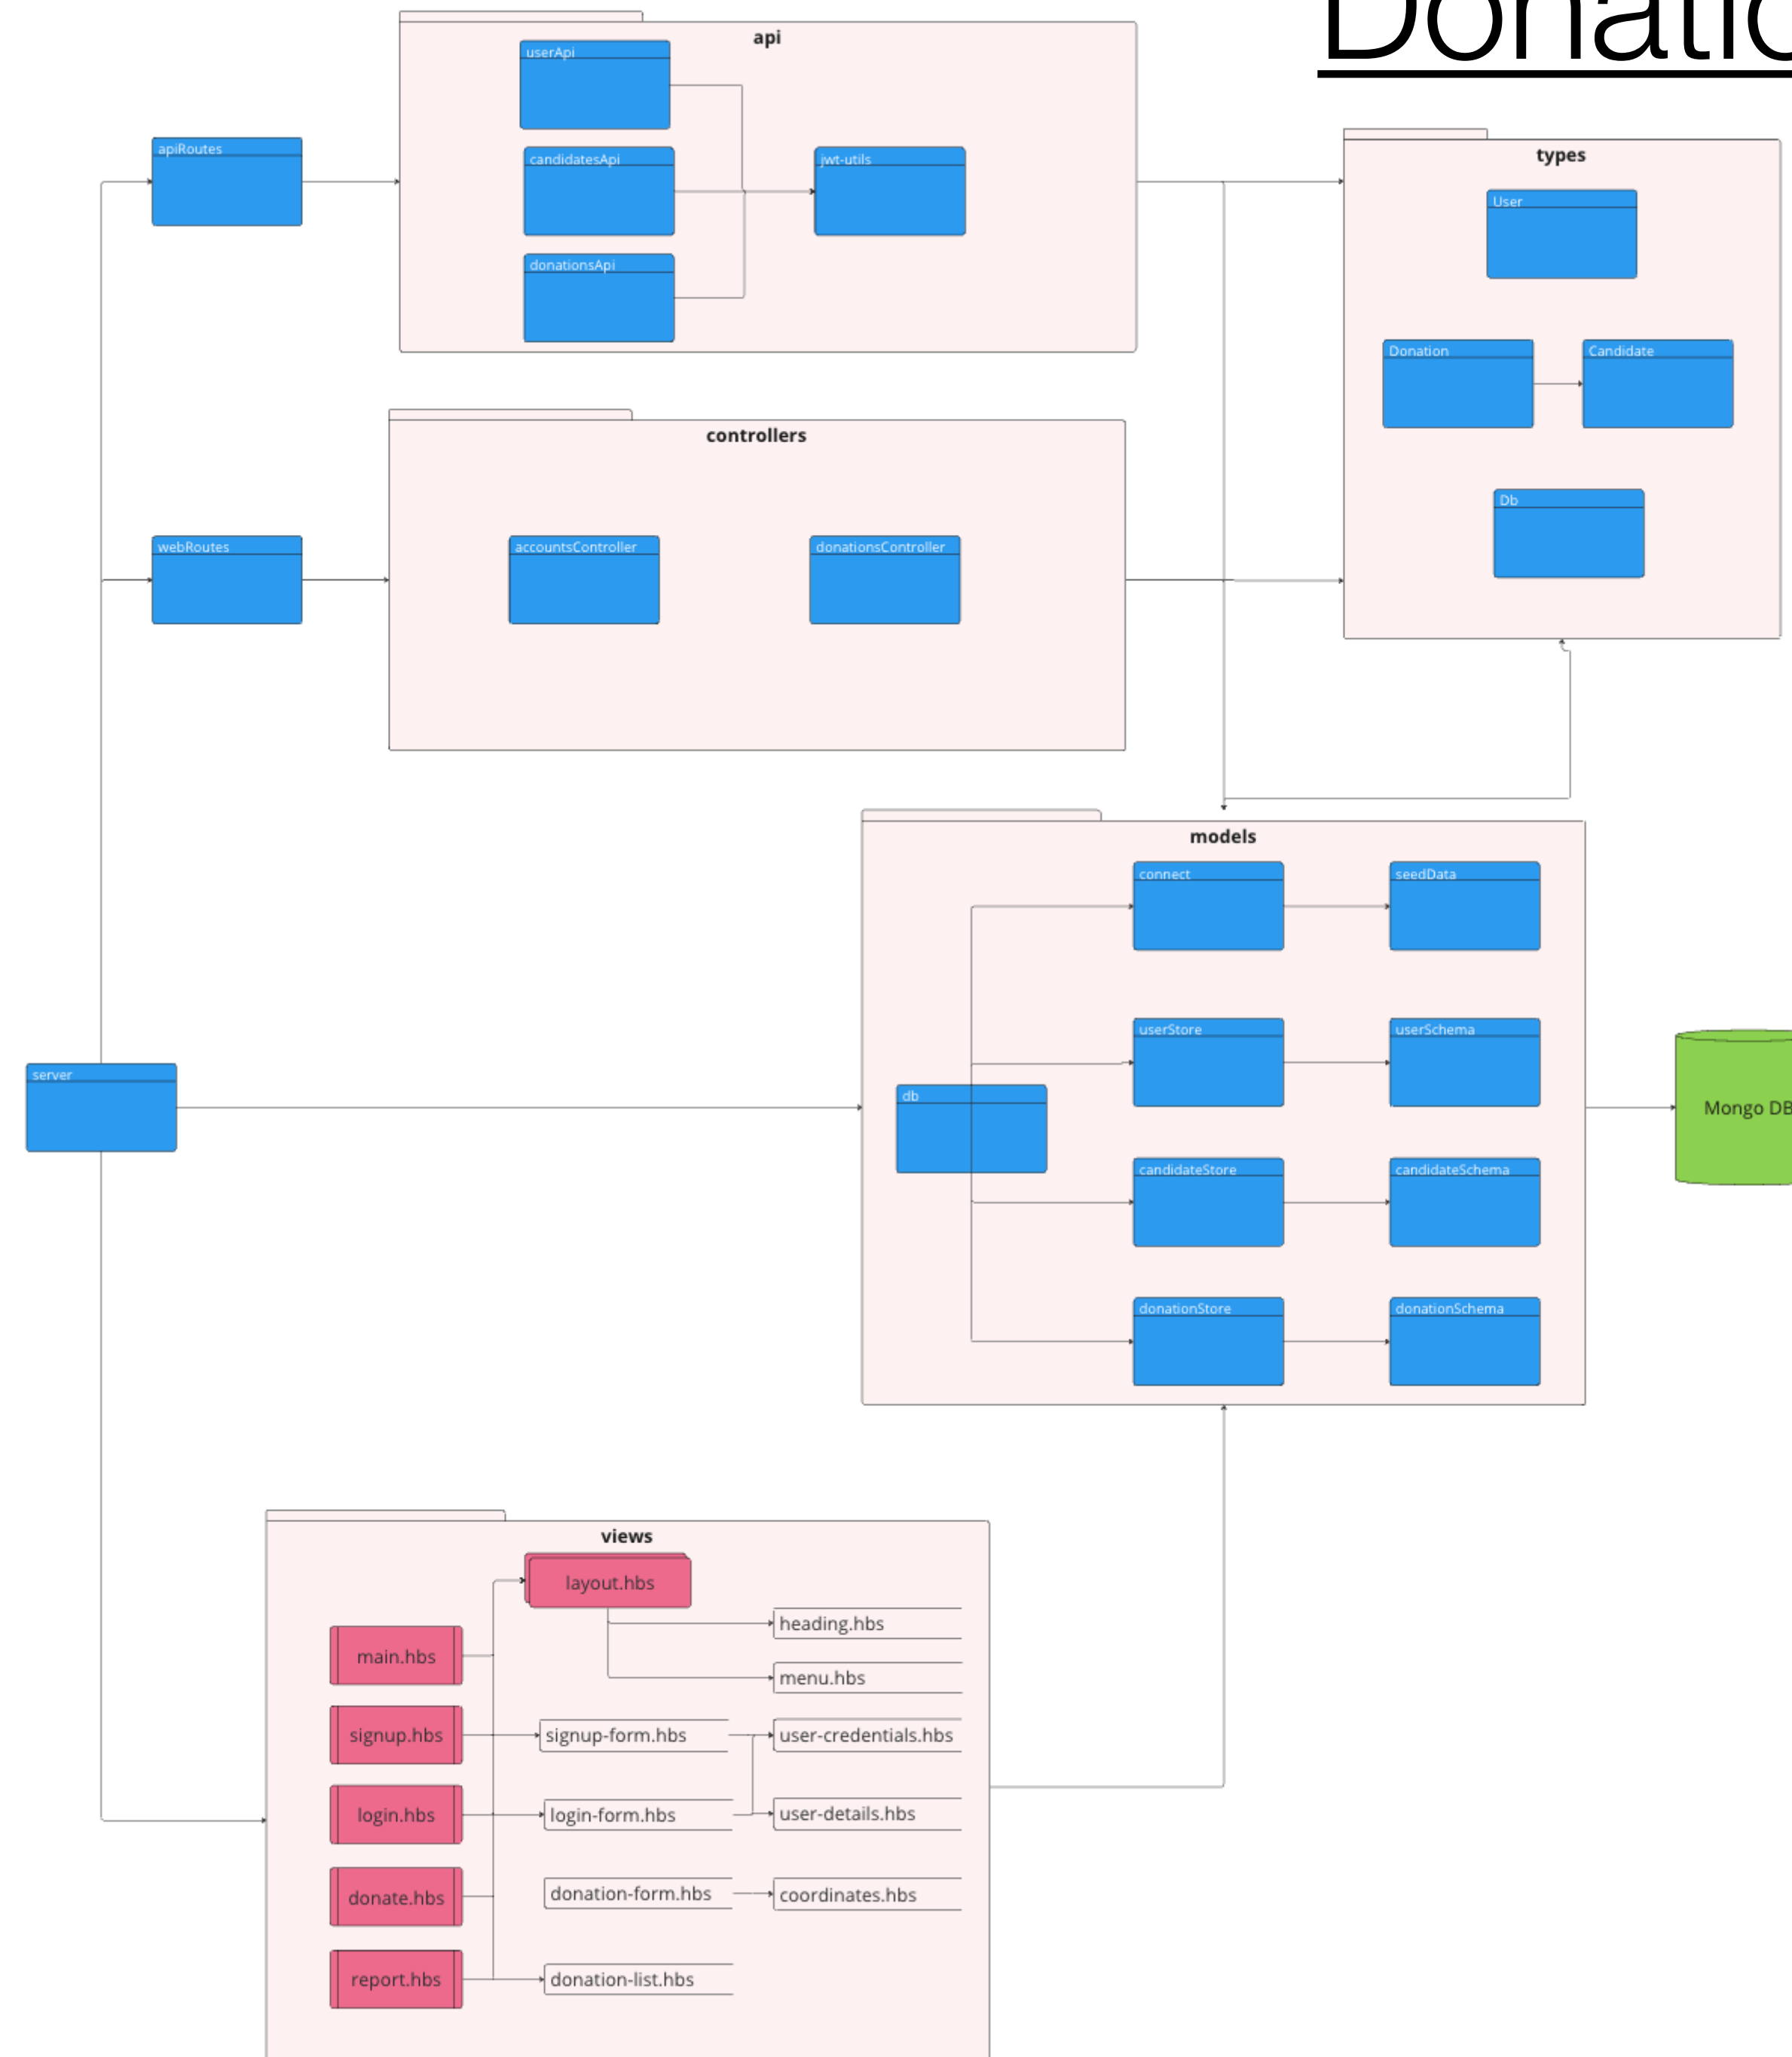 Donatio
api
userApi
apiRoutes
candidatesApi
jwt-utils
donationsApi
types
User
Donation
Candidate
Db
controllers
webRoutes
accountsController
donationsController
models
connect
seedData
userStore
userSchema
server
db
Mongo DB
candidateStore
candidateSchema
donationStore
donationSchema
views
layout.hbs
heading.hbs
main.hbs
menu.hbs
signup.hbs
signup-form.hbs
user-credentials.hbs
login.hbs
login-form.hbs
user-details.hbs
donate.hbs
donation-form.hbs
coordinates.hbs
report.hbs
donation-list.hbs